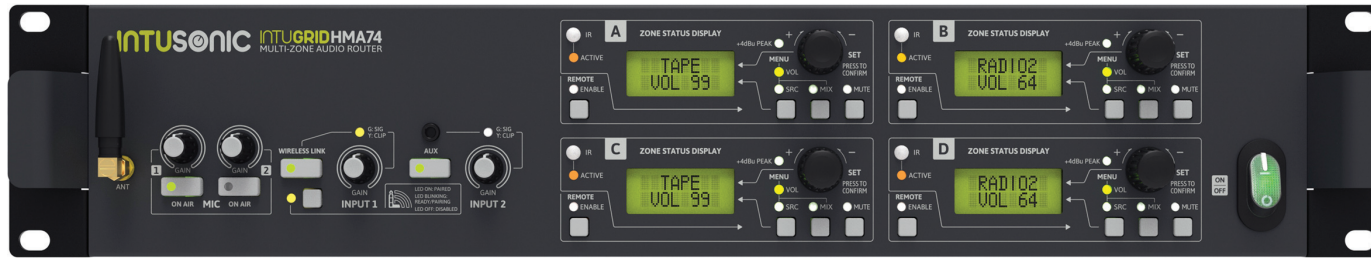 INTUSONIC INTUGRIDHMA74
MULTI-ZONE AUDIO ROUTER
ANT
GAIN
GAIN
1
2
ON AIR
MIC
ON AIR
WIRELESS LINK
G: SIG
Y: CLIP
GAIN
INPUT 1
LED ON: PAIRED
LED BLINKING:
READY/PAIRING
LED OFF: DISABLED
AUX
G: SIG
Y: CLIP
GAIN
INPUT 2
A
IR
ACTIVE
REMOTE
ENABLE
ZONE STATUS DISPLAY
TAPE
VOL 99
+4dBu PEAK
+
-
MENU
VOL
SRC
MIX
MUTE
SET
PRESS TO
CONFIRM
B
IR
ACTIVE
REMOTE
ENABLE
ZONE STATUS DISPLAY
RADIO2
VOL 64
+4dBu PEAK
+
-
MENU
VOL
SRC
MIX
MUTE
SET
PRESS TO
CONFIRM
C
IR
ACTIVE
REMOTE
ENABLE
ZONE STATUS DISPLAY
TAPE
VOL 99
+4dBu PEAK
+
-
MENU
VOL
SRC
MIX
MUTE
SET
PRESS TO
CONFIRM
D
IR
ACTIVE
REMOTE
ENABLE
ZONE STATUS DISPLAY
RADIO2
VOL 64
+4dBu PEAK
+
-
MENU
VOL
SRC
MIX
MUTE
SET
PRESS TO
CONFIRM
ON
OFF